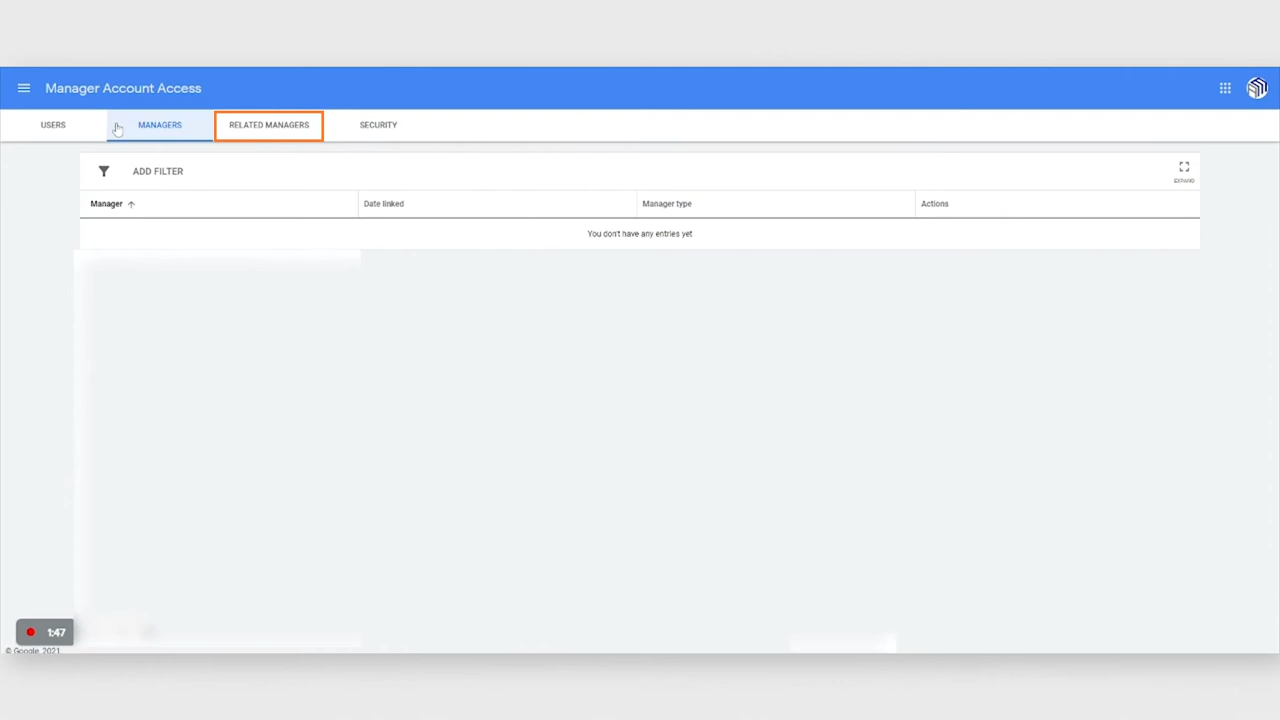 Manager Account Access
USERS
MANAGERS
RELATED MANAGERS
SECURITY
ADD FILTER
EXPAND
Manager
Date linked
Manager type
Actions
You don't have any entries yet
1:47
© Google, 2021